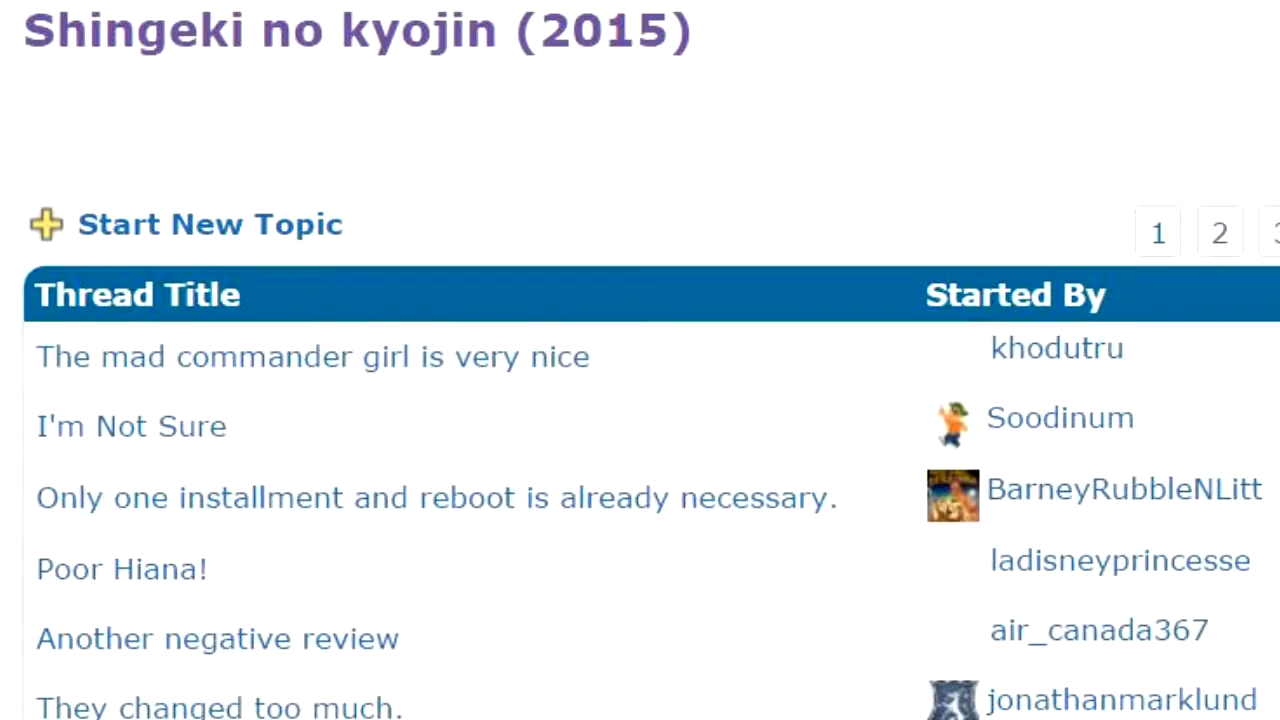 Shingeki no kyojin (2015)
Start New Topic
1 2
Thread Title Started By
The mad commander girl is very nice khodutru
I'm Not Sure Soodinum
Only one installment and reboot is already necessary. BarneyRubbleNLitt
Poor Hiana! ladisneyprincesse
Another negative review air_canada367
They changed too much. jonathanmarklund